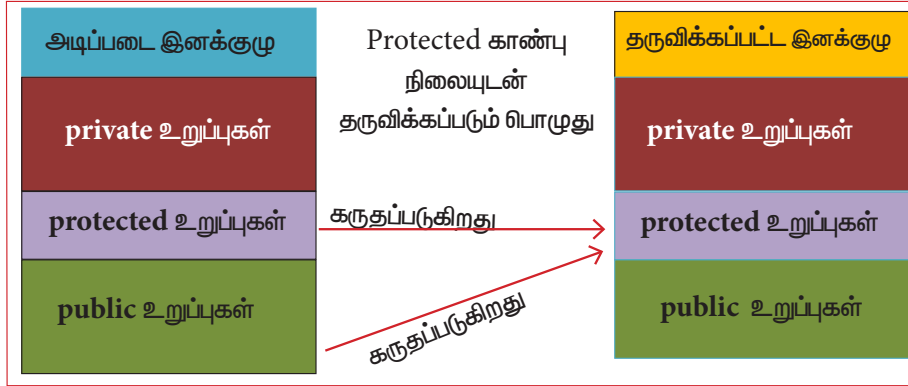 அடிப்படை இனக்குழு
private உறுப்புகள்
protected உறுப்புகள்
public உறுப்புகள்
Protected காண்பு
நிலையுடன்
தருவிக்கப்படும் பொழுது
கருதப்படுகிறது
கருதப்படுகிறது
தருவிக்கப்பட்ட இனக்குழு
private உறுப்புகள்
protected உறுப்புகள்
public உறுப்புகள்